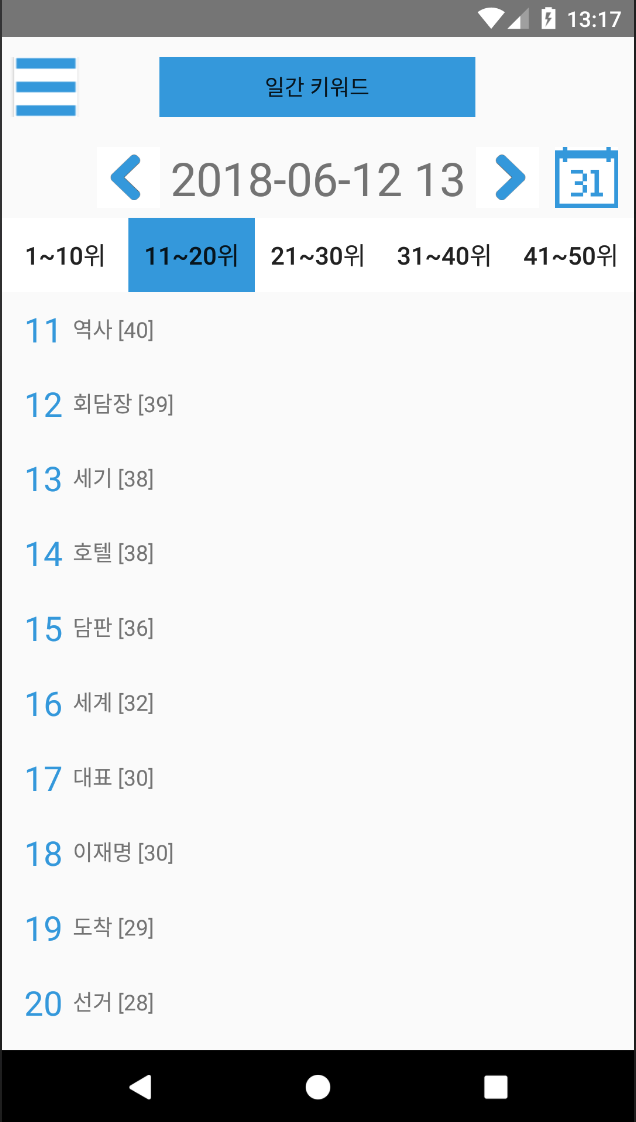 13:17
일간 키워드
2018-06-12 13
31
1~10위 11~20위 21~30위 31~40위 41~50위
11 역사 [40]
12 회담장 [39]
13 세기 [38]
14 호텔 [38]
15 담판 [36]
16 세계 [32]
17 대표 [30]
18 이재명 [30]
19 도착 [29]
20 선거 [28]